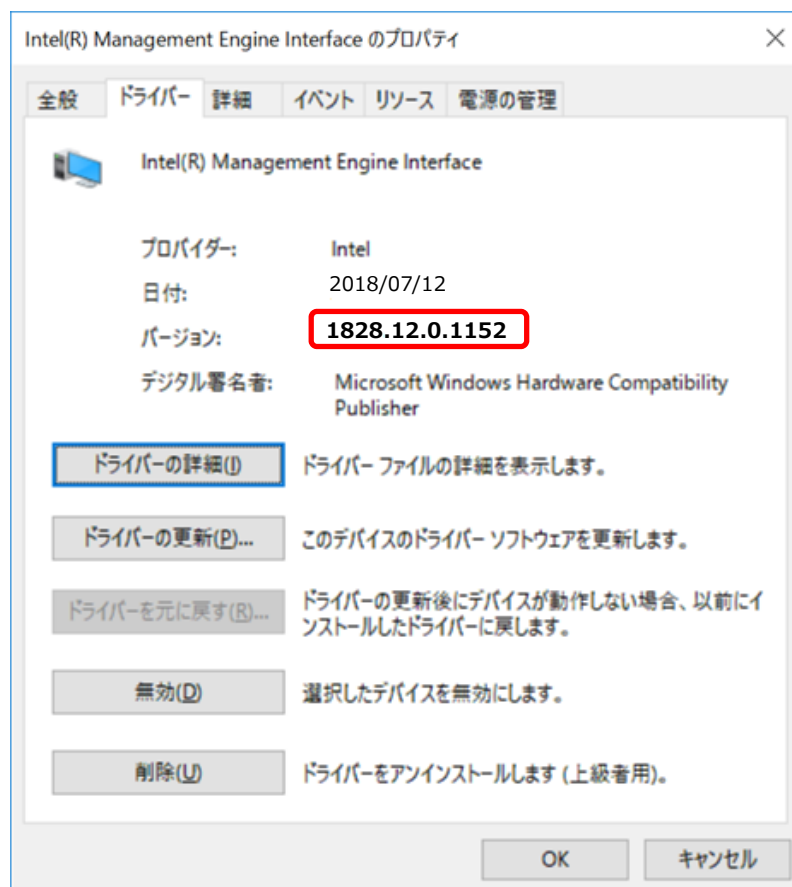 Intel(R) Management Engine Interface のプロパティ
全般 ドライバー 詳細 イベント リソース 電源の管理
Intel(R) Management Engine Interface
プロバイダー: Intel
日付: 2018/07/12
バージョン: 1828.12.0.1152
デジタル署名者: Microsoft Windows Hardware Compatibility
Publisher
ドライバーの詳細(I) ドライバー ファイルの詳細を表示します。
ドライバーの更新(P)... このデバイスのドライバー ソフトウェアを更新します。
ドライバーを元に戻す(R)... ドライバーの更新後にデバイスが動作しない場合、以前にイ
ンストールしたドライバーに戻します。
無効(D) 選択したデバイスを無効にします。
削除(U) ドライバーをアンインストールします (上級者用)。
OK キャンセル